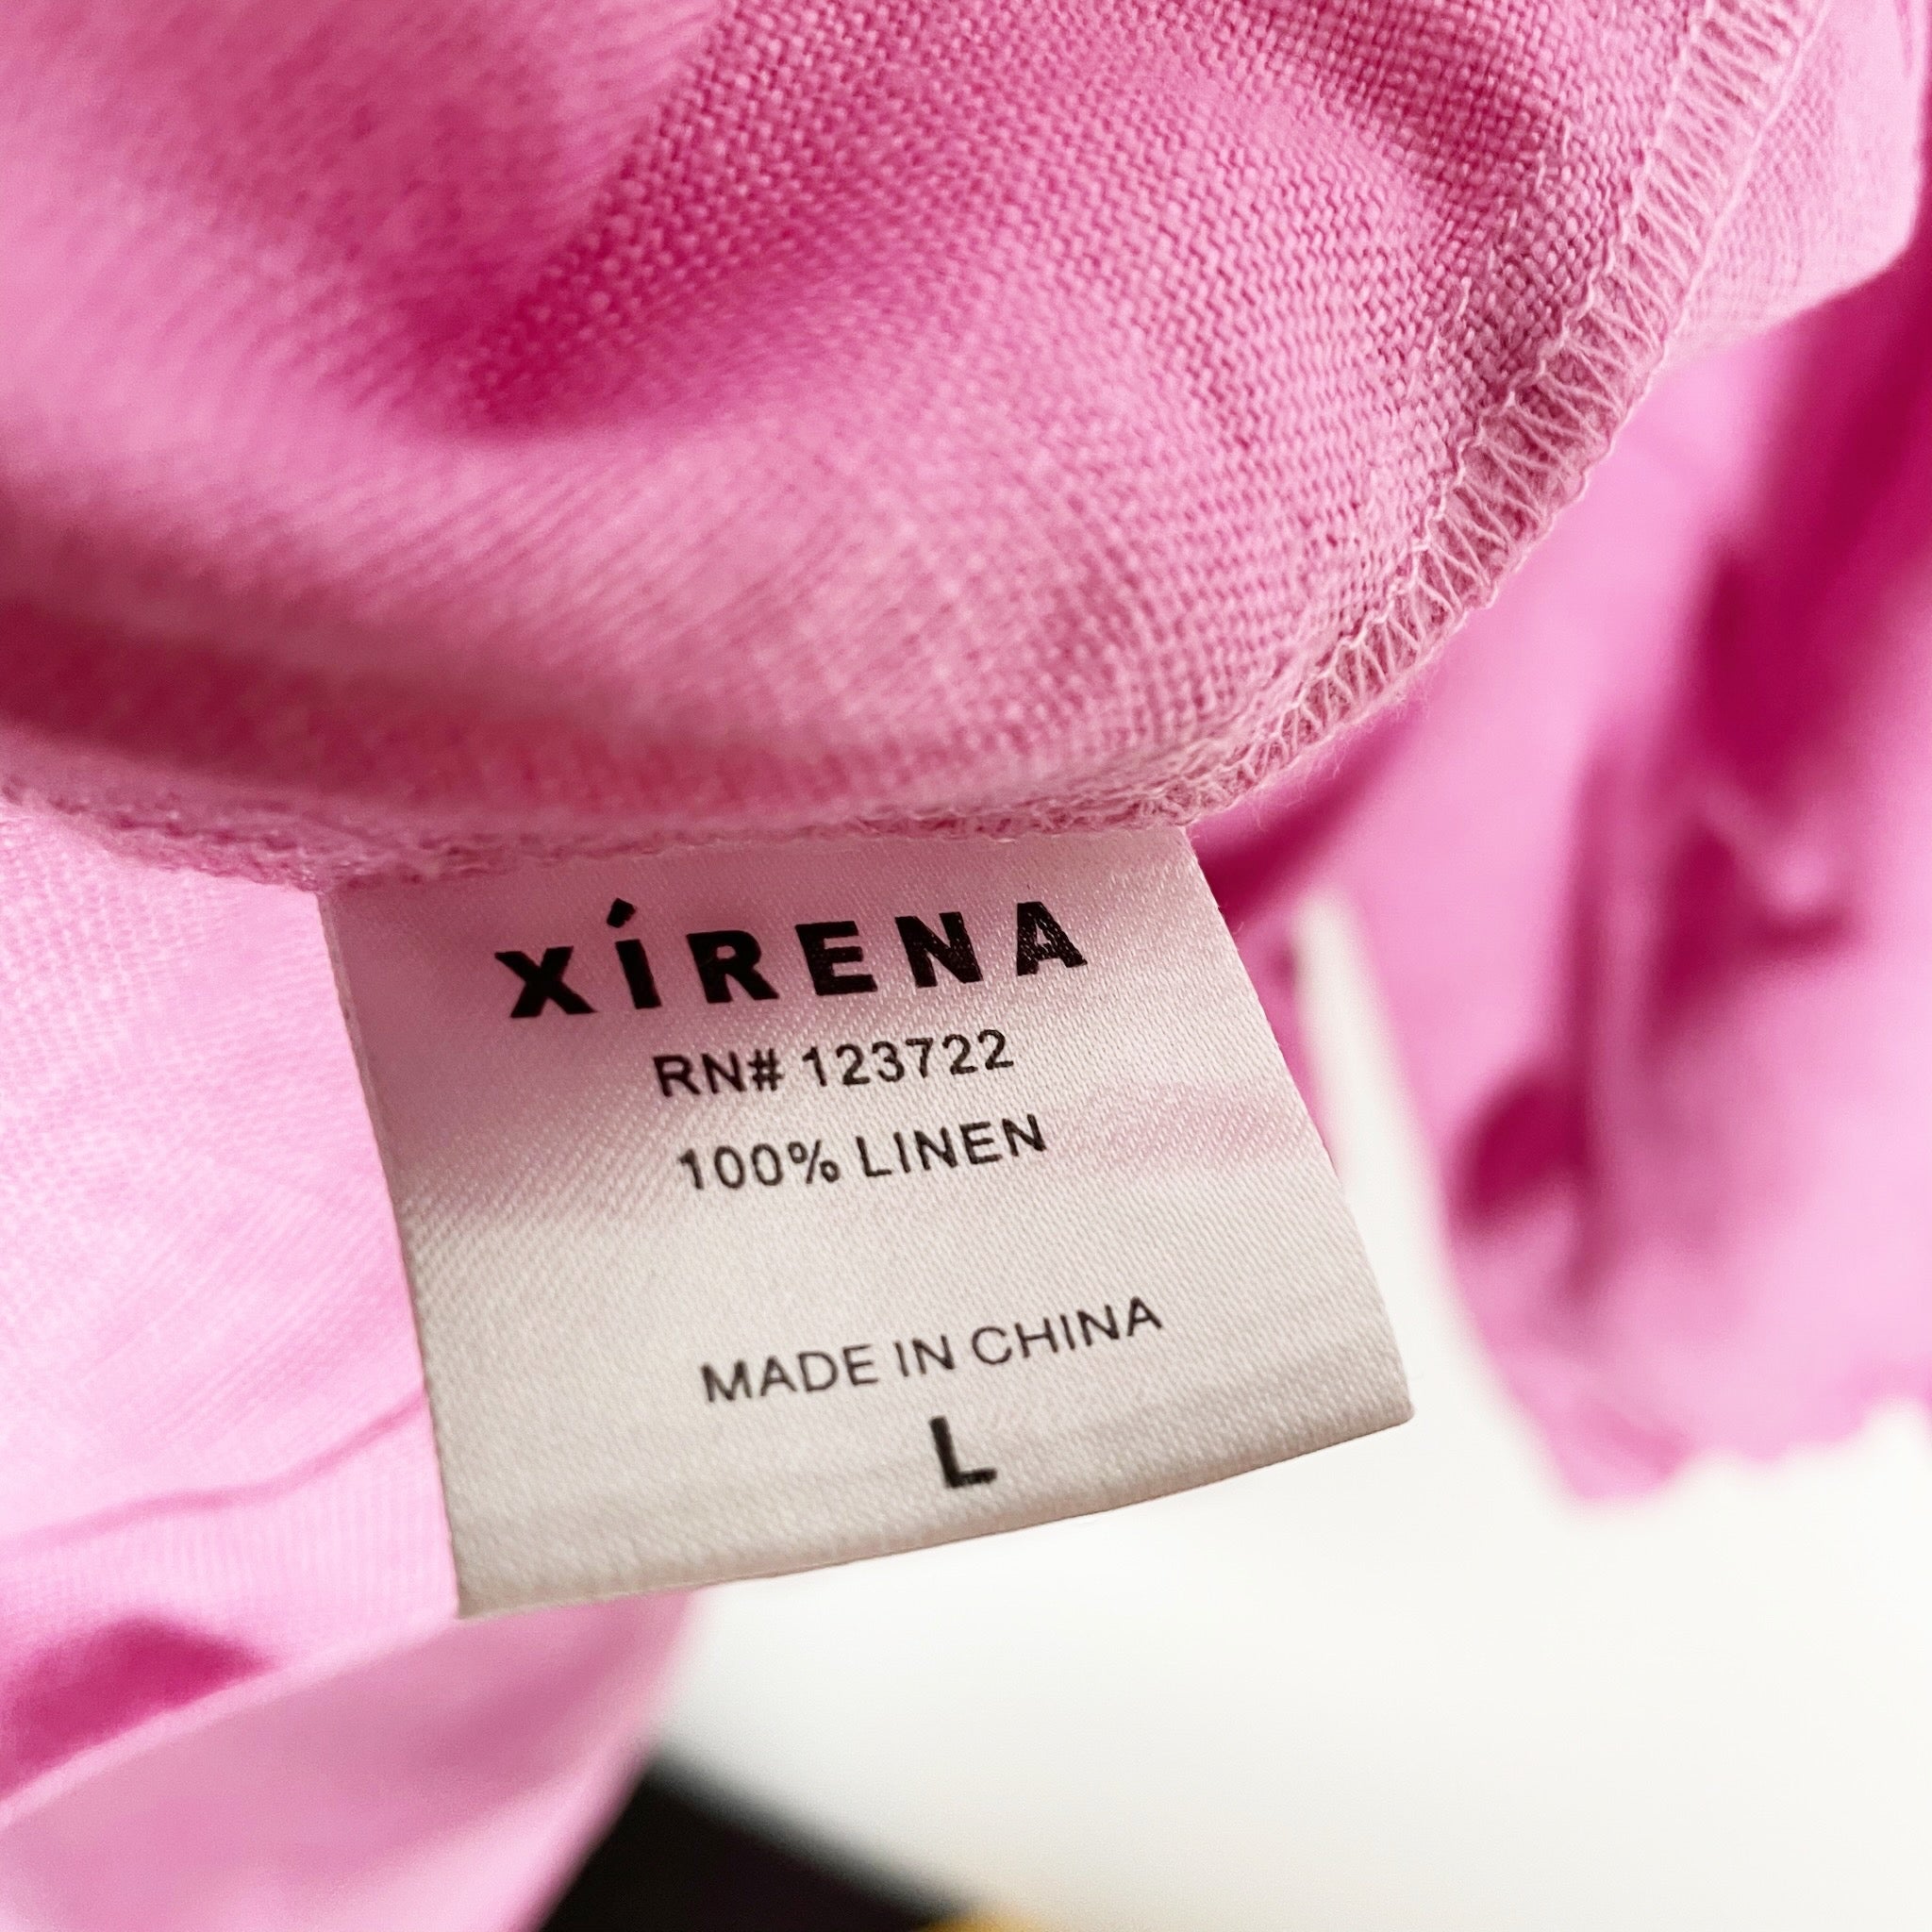 XÍRENA
RN# 123722
100% LINEN
MADE IN CHINA
L